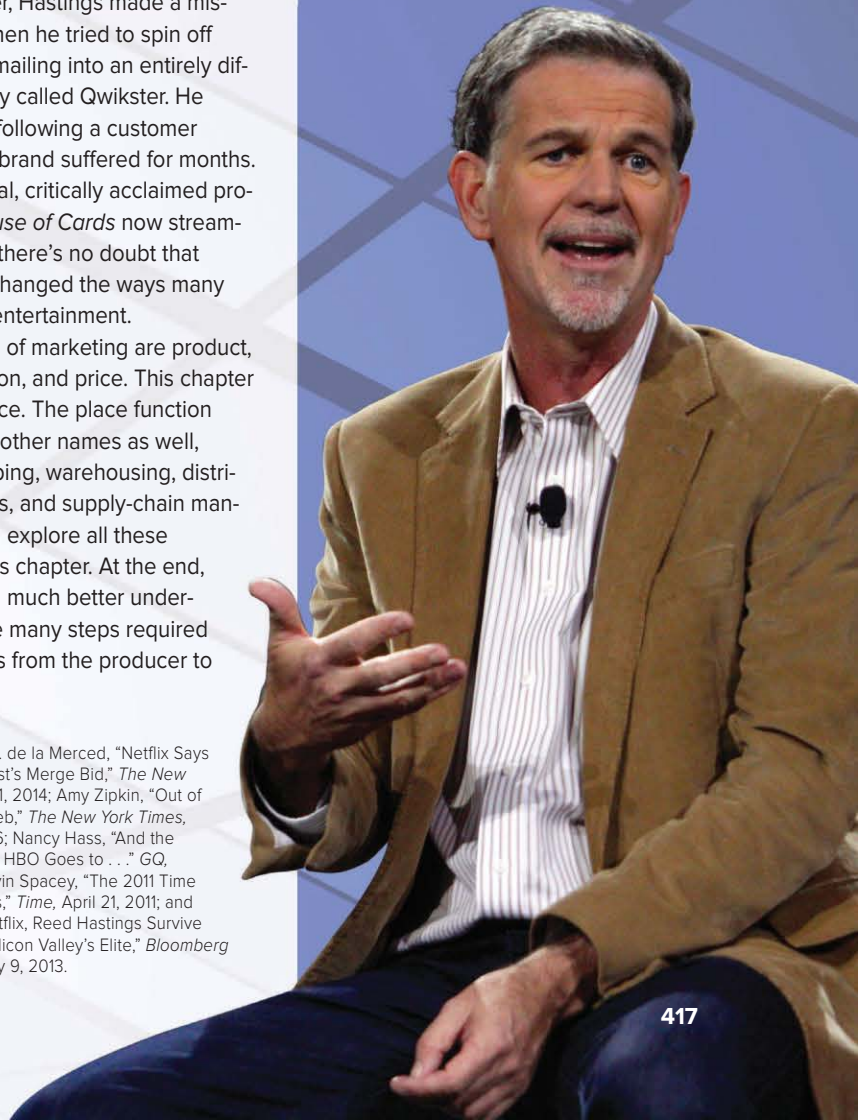 er, Hastings made a mis-
hen he tried to spin off
mailing into an entirely dif-
y called Qwikster. He
following a customer
brand suffered for months.
al, critically acclaimed pro-
use of Cards now stream-
there's no doubt that
changed the ways many
entertainment.
of marketing are product,
on, and price. This chapter
ce. The place function
other names as well,
ping, warehousing, distri-
s, and supply-chain man-
explore all these
s chapter. At the end,
much better under-
e many steps required
s from the producer to
. de la Merced, “Netflix Says
st’s Merge Bid,” The New
1, 2014; Amy Zipkin, “Out of
eb,” The New York Times,
6; Nancy Hass, “And the
HBO Goes to . . .” GQ,
vin Spacey, “The 2011 Time
s,” Time, April 21, 2011; and
tflix, Reed Hastings Survive
licon Valley’s Elite,” Bloomberg
y 9, 2013.
417